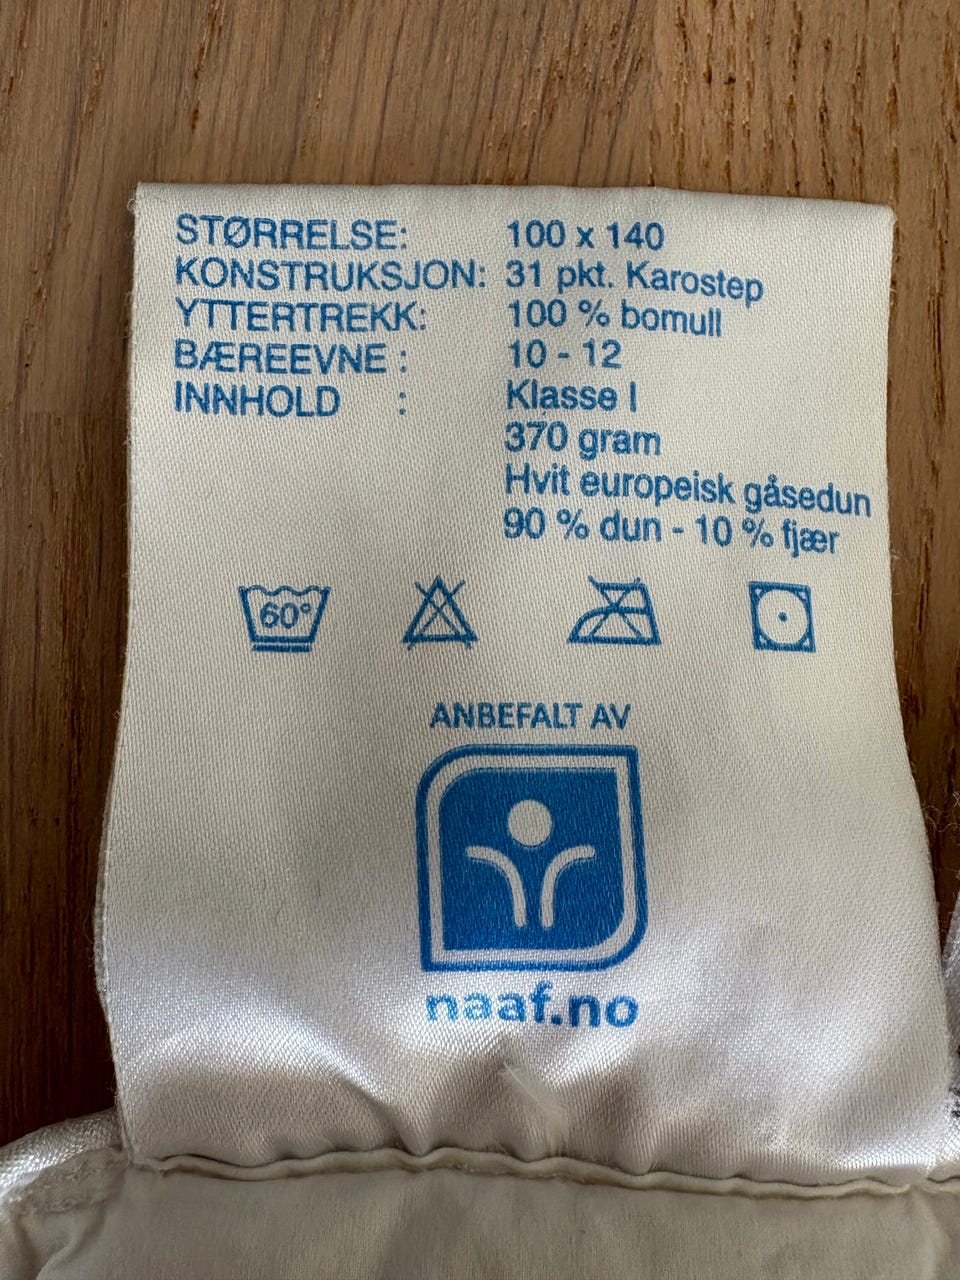 STØRRELSE: 100 x 140
KONSTRUKSJON: 31 pkt. Karostep
YTTERTREKK: 100 % bomull
BÆREEVNE : 10 - 12
INNHOLD : Klasse I
370 gram
Hvit europeisk gåsedun
90 % dun - 10 % fjær
60°
ANBEFALT AV
naaf.no